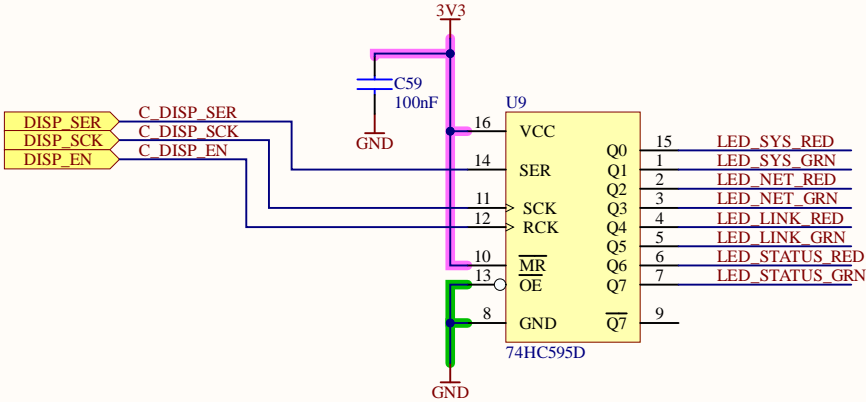 3V3
C59
100nF
GND
U9
DISP_SER
C_DISP_SER
DISP_SCK
C_DISP_SCK
DISP_EN
C_DISP_EN
16 VCC
14 SER
11 SCK
12 RCK
10 MR
13 OE
8 GND
Q0 15 LED_SYS_RED
Q1 1 LED_SYS_GRN
Q2 2 LED_NET_RED
Q3 3 LED_NET_GRN
Q4 4 LED_LINK_RED
Q5 5 LED_LINK_GRN
Q6 6 LED_STATUS_RED
Q7 7 LED_STATUS_GRN
Q7 9
74HC595D
GND